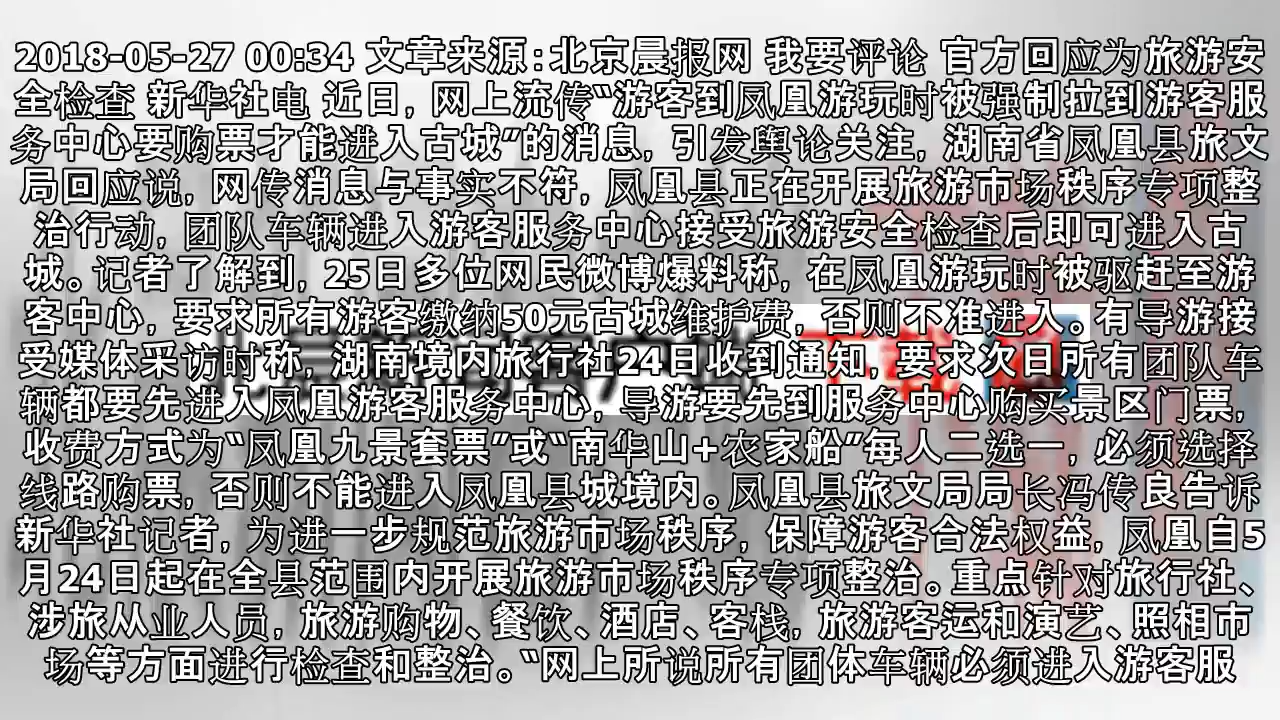 2018-05-27 00:34 文章来源:北京晨报网 我要评论 官方回应为旅游安
全检查 新华社电 近日, 网上流传“游客到凤凰游玩时被强制拉到游客服
务中心要购票才能进入古城”的消息, 引发舆论关注, 湖南省凤凰县旅文
局回应说, 网传消息与事实不符, 凤凰县正在开展旅游市场秩序专项整
治行动, 团队车辆进入游客服务中心接受旅游安全检查后即可进入古
城。记者了解到, 25日多位网民微博爆料称, 在凤凰游玩时被驱赶至游
客中心, 要求所有游客缴纳50元古城维护费, 否则不准进入。有导游接
受媒体采访时称, 湖南境内旅行社24日收到通知, 要求次日所有团队车
辆都要先进入凤凰游客服务中心, 导游要先到服务中心购买景区门票,
收费方式为“凤凰九景套票”或“南华山+农家船”每人二选一, 必须选择
线路购票, 否则不能进入凤凰县城境内。凤凰县旅文局局长冯传良告诉
新华社记者, 为进一步规范旅游市场秩序, 保障游客合法权益, 凤凰自5
月24日起在全县范围内开展旅游市场秩序专项整治。重点针对旅行社、
涉旅从业人员, 旅游购物、餐饮、酒店、客栈, 旅游客运和演艺、照相市
场等方面进行检查和整治。“网上所说所有团体车辆必须进入游客服